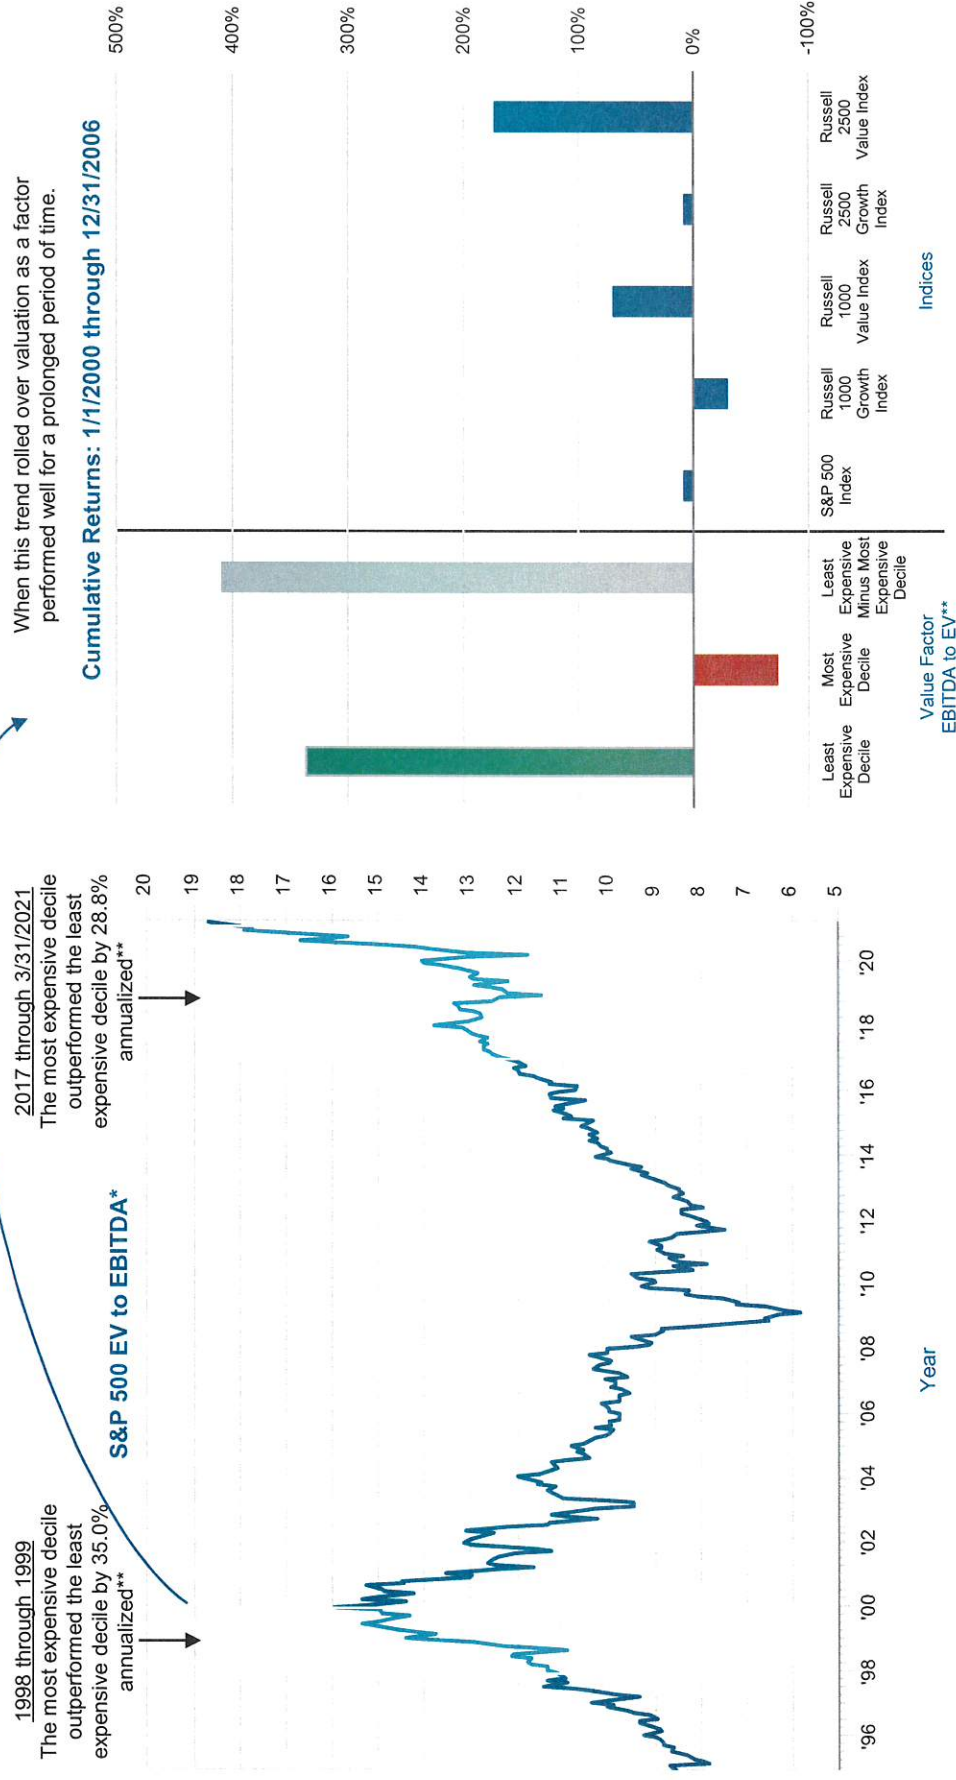 1998 through 1999
The most expensive decile
outperformed the least
expensive decile by 35.0%
annualized**
2017 through 3/31/2021
The most expensive decile
outperformed the least
expensive decile by 28.8%
annualized**
S&P 500 EV to EBITDA*
20
19
18
17
16
15
14
13
12
11
10
9
8
7
6
5
'96
'98
'00
'02
'04
'06
'08
'10
'12
'14
'16
'18
'20
Year
When this trend rolled over valuation as a factor
performed well for a prolonged period of time.
Cumulative Returns: 1/1/2000 through 12/31/2006
500%
400%
300%
200%
100%
0%
-100%
Least
Expensive
Decile
Most
Expensive
Decile
Least
Expensive
Minus Most
Expensive
Decile
S&P 500
Index
Russell
1000
Growth
Index
Russell
1000
Value Index
Russell
2500
Growth
Index
Russell
2500
Value Index
Value Factor
EBITDA to EV**
Indices